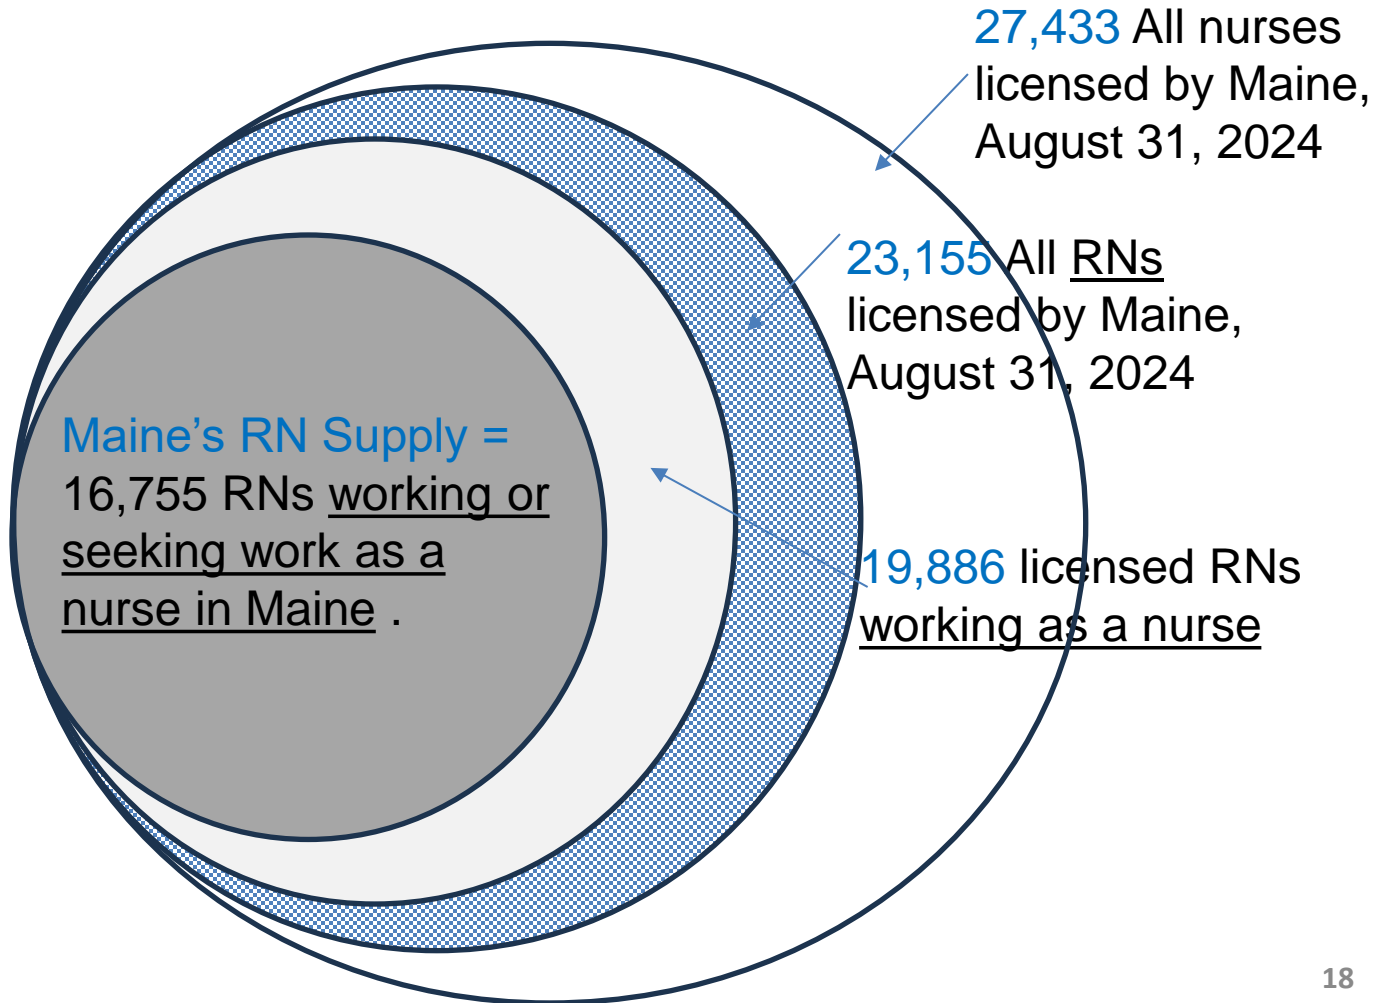 27,433 All nurses
licensed by Maine,
August 31, 2024
23,155 All RNs
licensed by Maine,
August 31, 2024
Maine’s RN Supply =
16,755 RNs working or
seeking work as a
nurse in Maine .
19,886 licensed RNs
working as a nurse
18